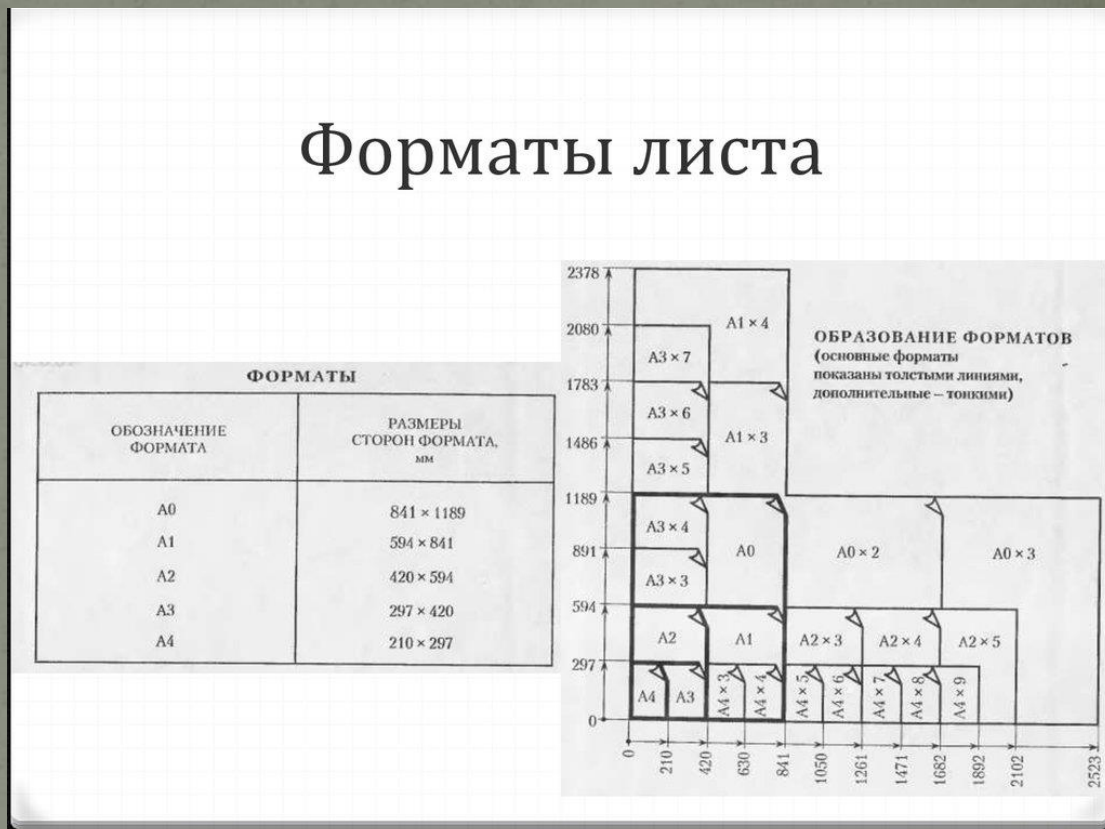 Форматы листа
ФОРМАТЫ
ОБОЗНАЧЕНИЕ
ФОРМАТА
РАЗМЕРЫ
СТОРОН ФОРМАТА,
мм
А0
841 × 1189
А1
594 × 841
А2
420 × 594
А3
297 × 420
А4
210 × 297
ОБРАЗОВАНИЕ ФОРМАТОВ
(основные форматы
показаны толстыми линиями,
дополнительные – тонкими)
2378
2080
1783
1486
1189
891
594
297
0
А1 × 4
А3 × 7
А3 × 6
А1 × 3
А3 × 5
А3 × 4
А0
А0 × 2
А0 × 3
А3 × 3
А2
А1
А2 × 3
А2 × 4
А2 × 5
А4
А3
А4 × 3
А4 × 4
А4 × 5
А4 × 6
А4 × 7
А4 × 8
А4 × 9
0
210
420
630
841
1050
1261
1471
1682
1892
2102
2523